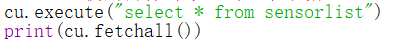 cu.execute("select * from sensorlist")
print(cu.fetchall())